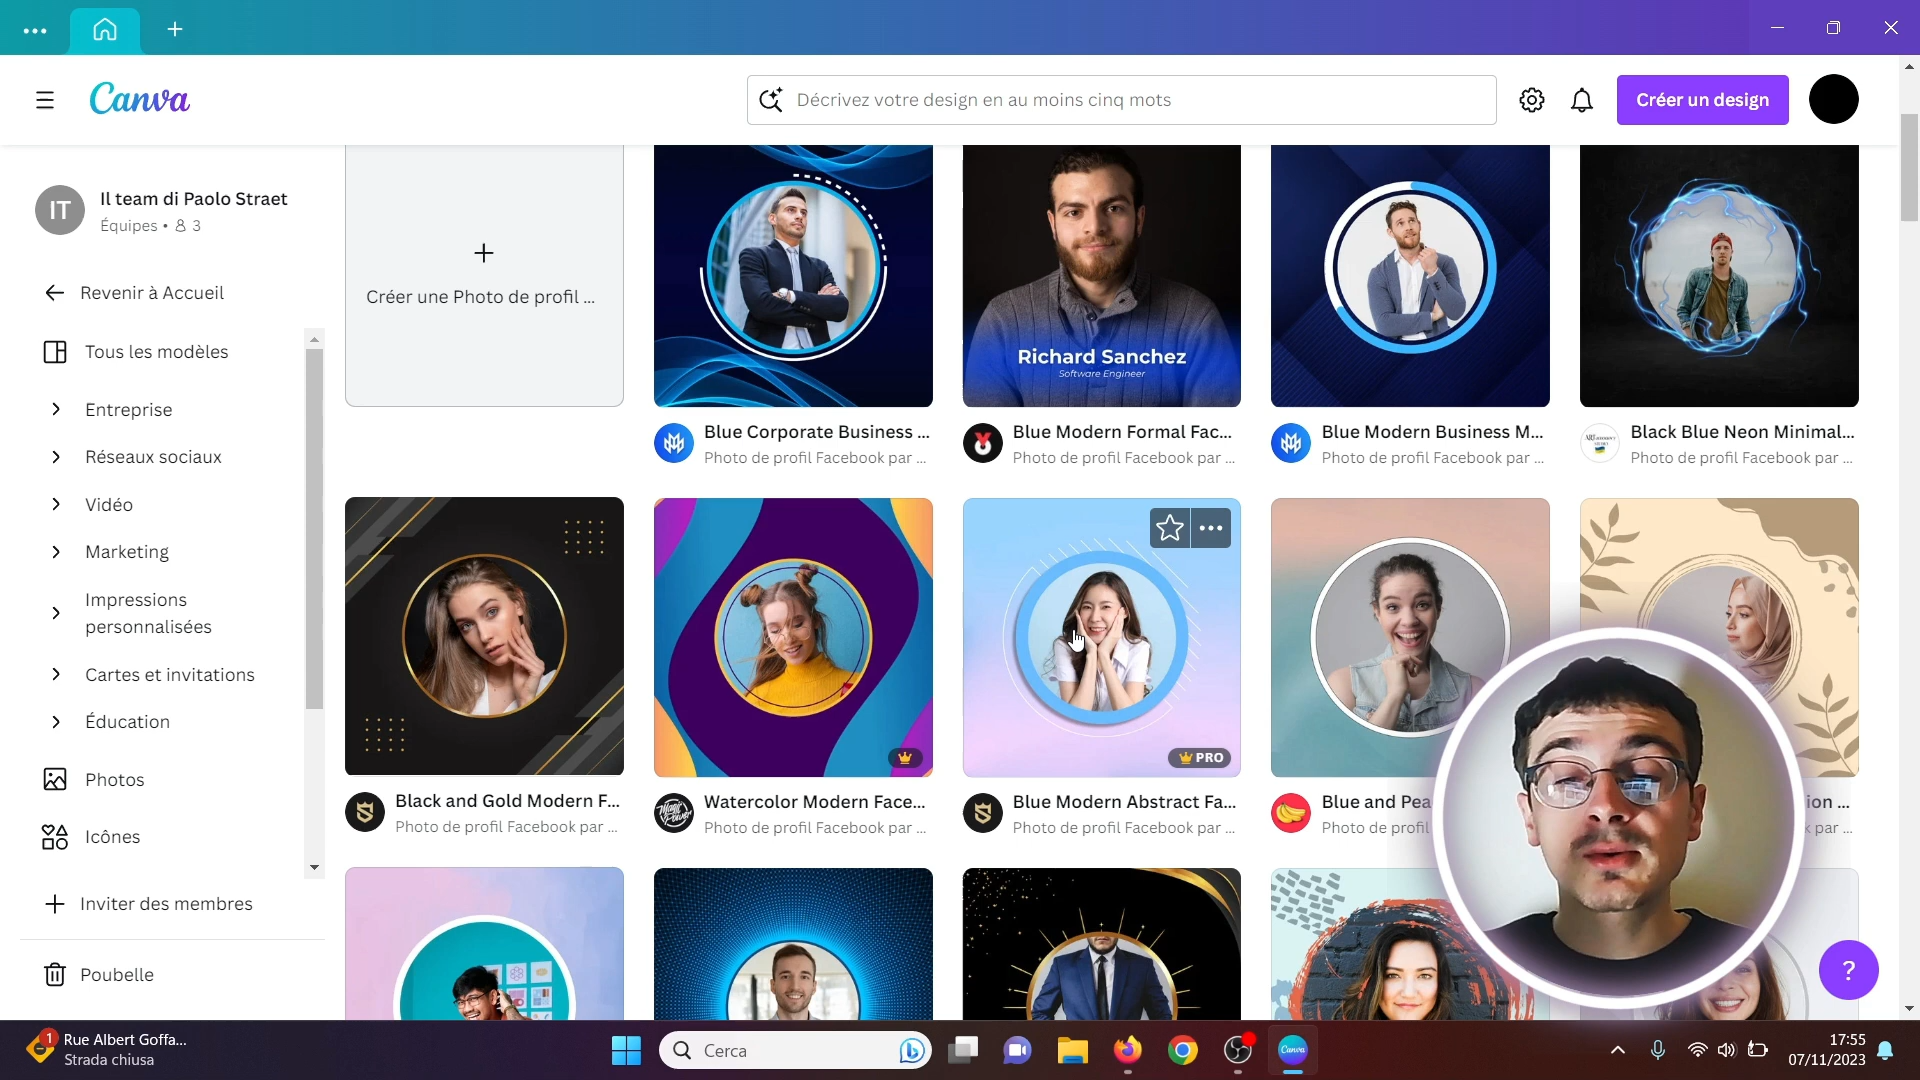 Canva
Décrivez votre design en au moins cinq mots
Créer un design
IT
Il team di Paolo Straet
Équipes • 3
Revenir à Accueil
Tous les modèles
Entreprise
Réseaux sociaux
Vidéo
Marketing
Impressions
personnalisées
Cartes et invitations
Éducation
Photos
Icônes
Inviter des membres
Poubelle
Créer une Photo de profil ...
Richard Sanchez
Software Engineer
Blue Corporate Business ...
Photo de profil Facebook par ...
Blue Modern Formal Fac...
Photo de profil Facebook par ...
Blue Modern Business M...
Photo de profil Facebook par ...
Black Blue Neon Minimal...
Photo de profil Facebook par ...
PRO
Black and Gold Modern F...
Photo de profil Facebook par ...
Watercolor Modern Face...
Photo de profil Facebook par ...
Blue Modern Abstract Fa...
Photo de profil Facebook par ...
Blue and Pea
Photo de profil
ion ...
par ...
?
1
Rue Albert Goffa...
Strada chiusa
Cerca
Canva
17:55
07/11/2023